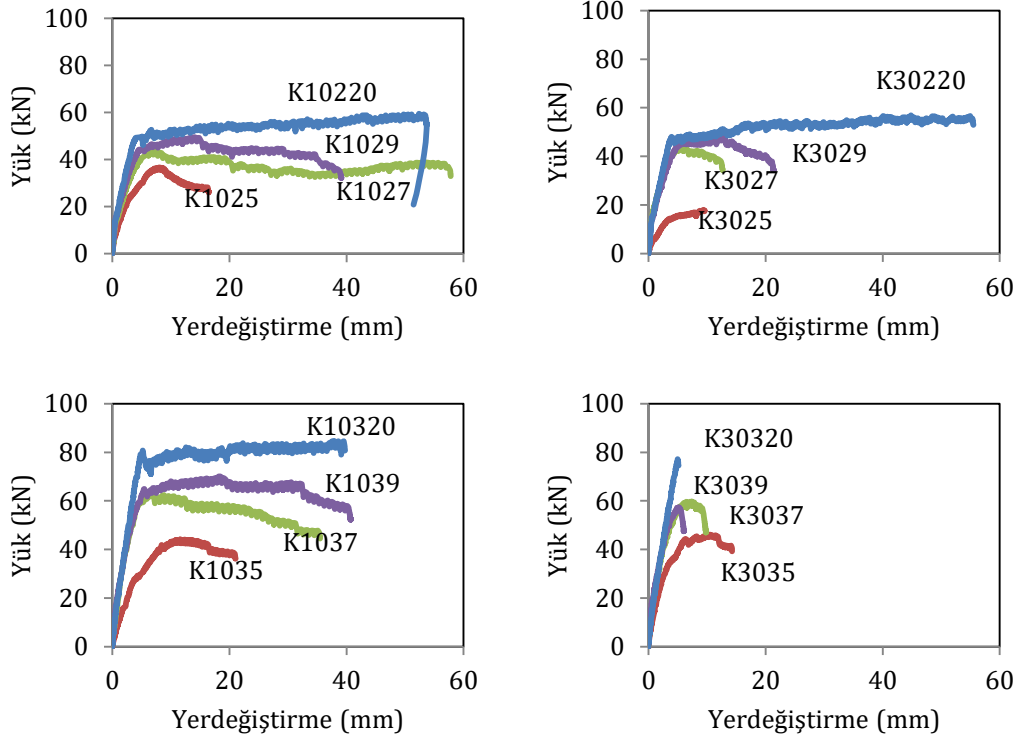 Yük (kN)
100
80
60
40
20
0
K10220
K1029
K1027
K1025
0 20 40 60
Yerdeğiştirme (mm)
Yük (kN)
100
80
60
40
20
0
K30220
K3029
K3027
K3025
0 20 40 60
Yerdeğiştirme (mm)
Yük (kN)
100
80
60
40
20
0
K10320
K1039
K1037
K1035
0 20 40 60
Yerdeğiştirme (mm)
Yük (kN)
100
80
60
40
20
0
K30320
K3039
K3037
K3035
0 20 40 60
Yerdeğiştirme (mm)